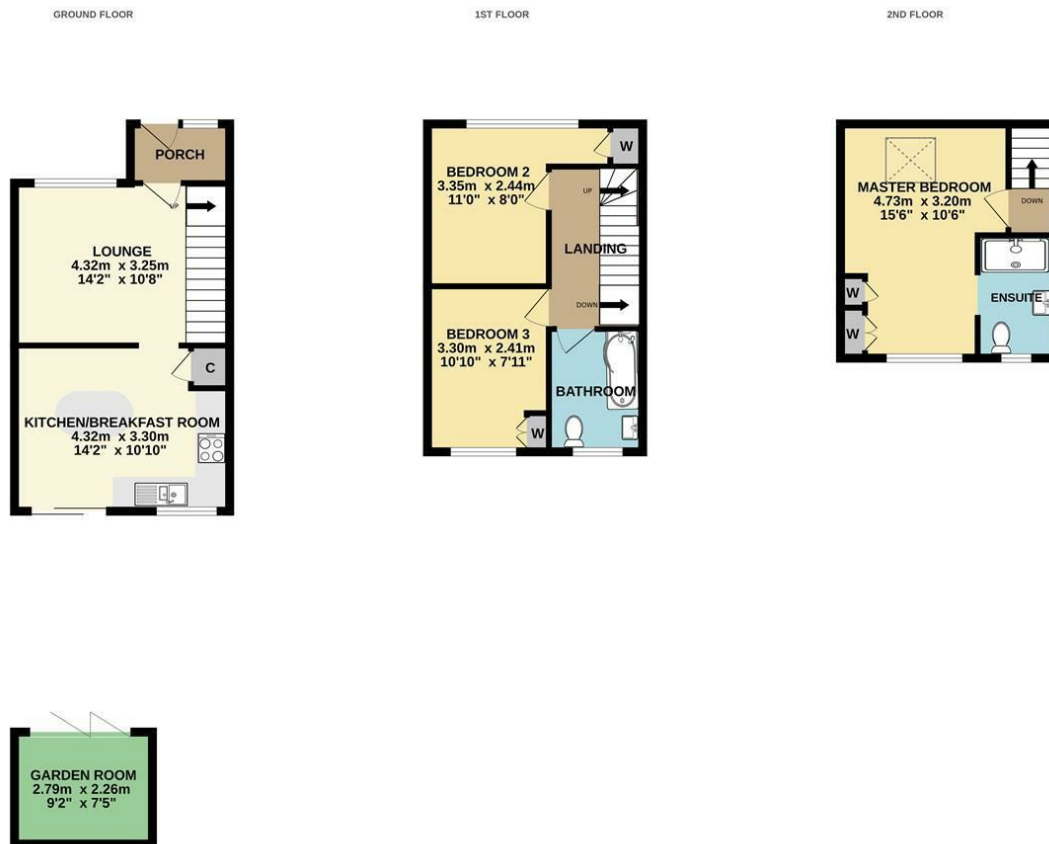 GROUND FLOOR
PORCH
UP
LOUNGE
4.32m x 3.25m
14'2" x 10'8"
C
KITCHEN/BREAKFAST ROOM
4.32m x 3.30m
14'2" x 10'10"
GARDEN ROOM
2.79m x 2.26m
9'2" x 7'5"
1ST FLOOR
W
BEDROOM 2
3.35m x 2.44m
11'0" x 8'0"
UP
LANDING
DOWN
BEDROOM 3
3.30m x 2.41m
10'10" x 7'11"
BATHROOM
W
2ND FLOOR
MASTER BEDROOM
4.73m x 3.20m
15'6" x 10'6"
DOWN
W
ENSUITE
W